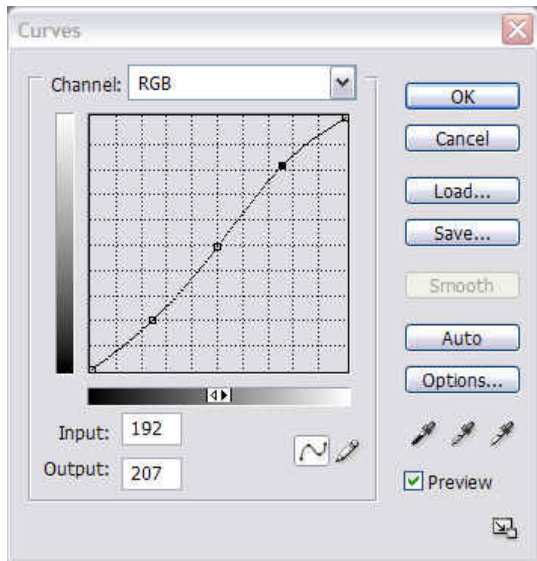 Curves
Channel: RGB
OK
Cancel
Load...
Save...
Smooth
Auto
Options...
Input: 192
Output: 207
Preview